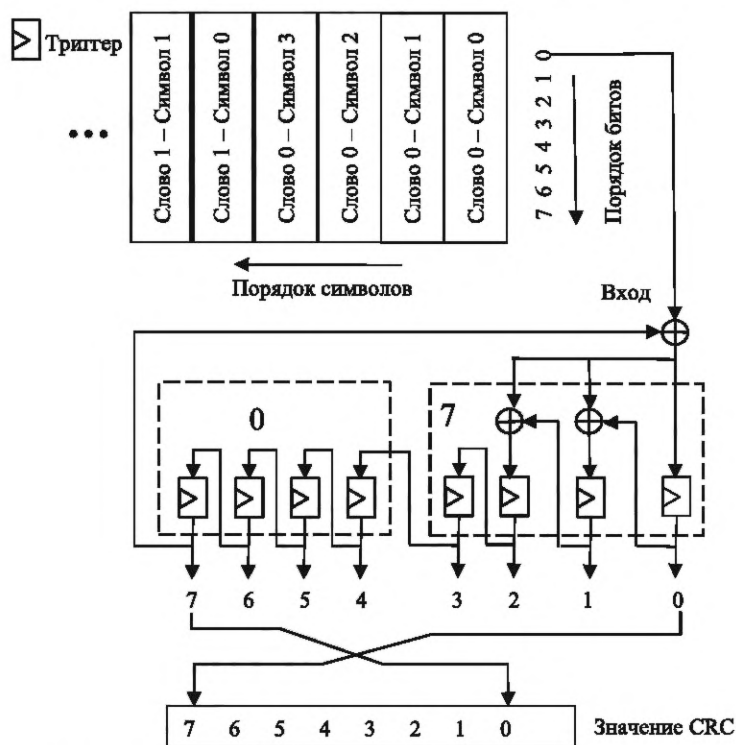 Триггер
Слово 1 – Символ 1
Слово 1 – Символ 0
Слово 0 – Символ 3
Слово 0 – Символ 2
Слово 0 – Символ 1
Слово 0 – Символ 0
•••
7 6 5 4 3 2 1 0
Порядок битов
Порядок символов
Вход
0
7
7 6 5 4 3 2 1 0
7 6 5 4 3 2 1 0
Значение CRC